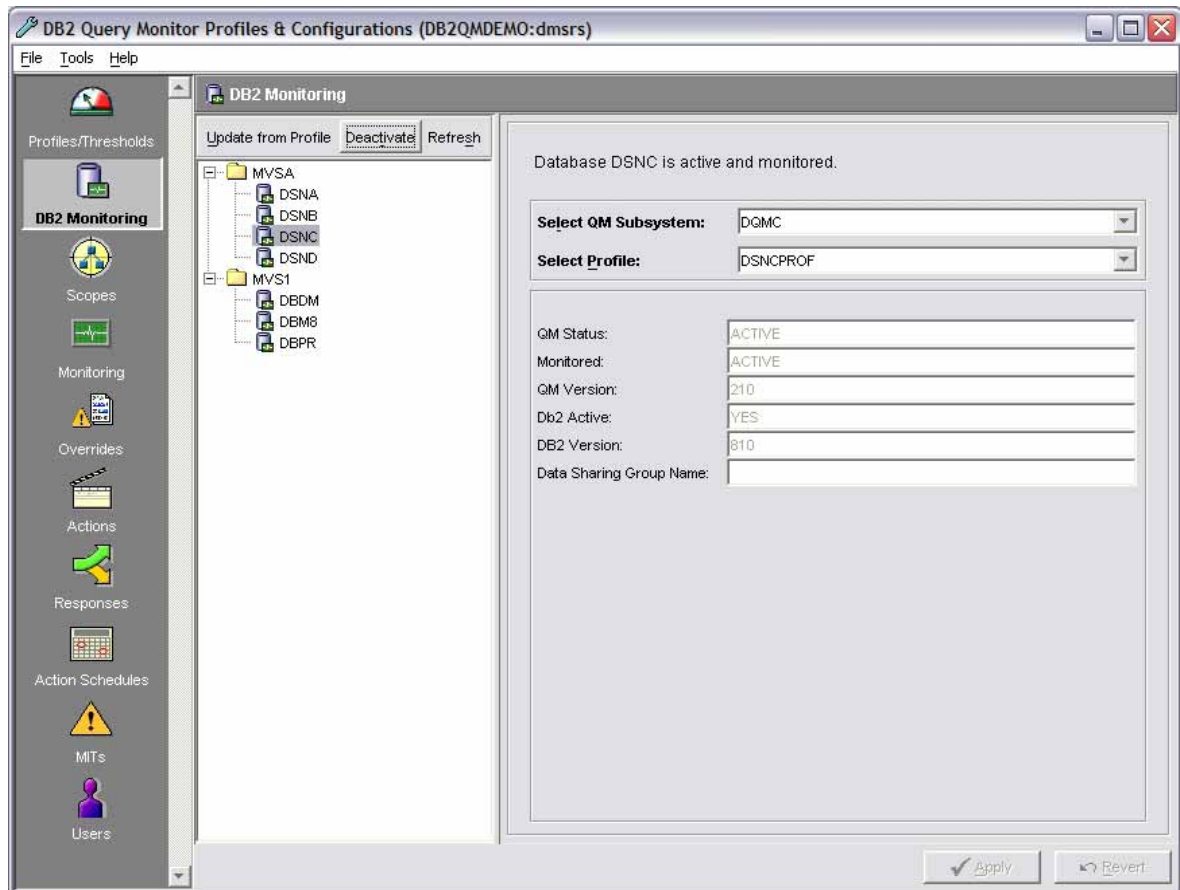 DB2 Query Monitor Profiles & Configurations (DB2QMDEMO:dmsrs)
File Tools Help
Profiles/Thresholds
DB2 Monitoring
Scopes
Monitoring
Overrides
Actions
Responses
Action Schedules
MITs
Users
DB2 Monitoring
Update from Profile Deactivate Refresh
MVSA
DSNA
DSNB
DSNC
DSND
MVS1
DBDM
DBM8
DBPR
Database DSNC is active and monitored.
Select QM Subsystem: DQMC
Select Profile: DSNCPROF
QM Status: ACTIVE
Monitored: ACTIVE
QM Version: 210
Db2 Active: YES
DB2 Version: 810
Data Sharing Group Name:
Apply Revert